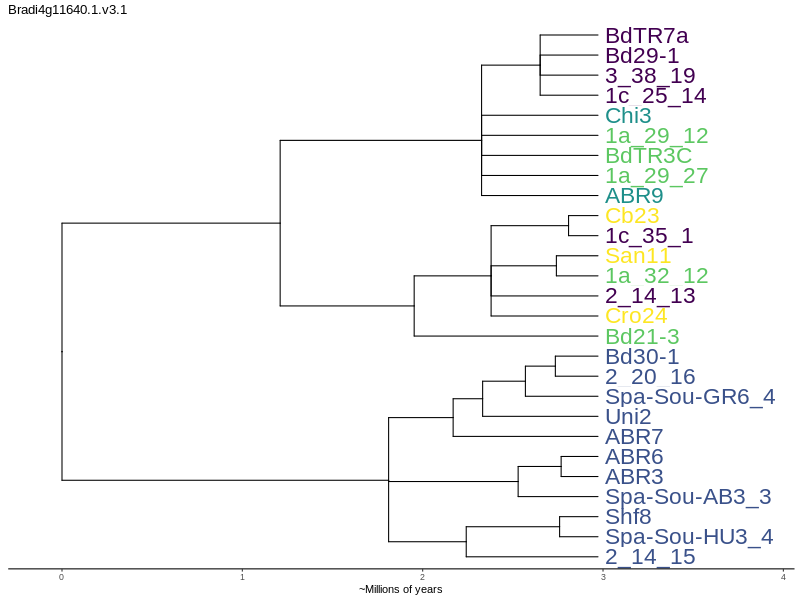 Bradi4g11640.1.v3.1
BdTR7a
Bd29-1
3_38_19
1c_25_14
Chi3
1a_29_12
BdTR3C
1a_29_27
ABR9
Cb23
1c_35_1
San11
1a_32_12
2_14_13
Cro24
Bd21-3
Bd30-1
2_20_16
Spa-Sou-GR6_4
Uni2
ABR7
ABR6
ABR3
Spa-Sou-AB3_3
Shf8
Spa-Sou-HU3_4
2_14_15
0 1 2 3 4
~Millions of years